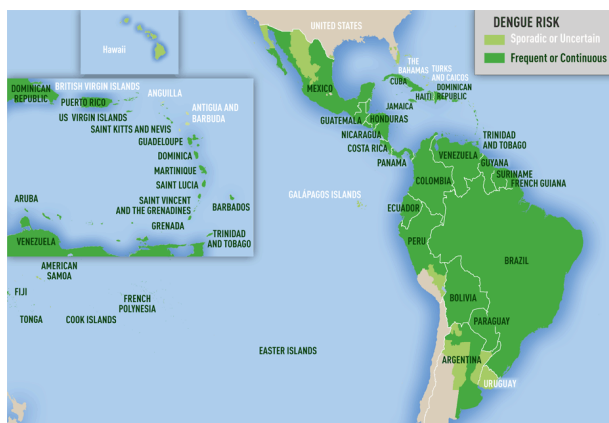 UNITED STATES
DENGUE RISK
Sporadic or Uncertain
Frequent or Continuous
Hawaii
THE
BAHAMAS
TURKS
AND CAICOS
CUBA
DOMINICAN
REPUBLIC
HAITI
JAMAICA
MEXICO
GUATEMALA
HONDURAS
NICARAGUA
COSTA RICA
PANAMA
TRINIDAD
AND TOBAGO
VENEZUELA
GUYANA
SURINAME
FRENCH GUIANA
COLOMBIA
GALÁPAGOS ISLANDS
ECUADOR
PERU
BRAZIL
BOLIVIA
PARAGUAY
ARGENTINA
URUGUAY
EASTER ISLANDS
DOMINICAN
REPUBLIC
BRITISH VIRGIN ISLANDS
PUERTO RICO
ANGUILLA
US VIRGIN ISLANDS
ANTIGUA AND
BARBUDA
SAINT KITTS AND NEVIS
GUADELOUPE
DOMINICA
MARTINIQUE
SAINT LUCIA
SAINT VINCENT
AND THE GRENADINES
BARBADOS
ARUBA
GRENADA
TRINIDAD
AND TOBAGO
VENEZUELA
AMERICAN
SAMOA
FIJI
FRENCH
POLYNESIA
TONGA
COOK ISLANDS